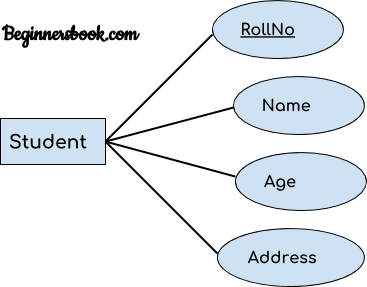 Beginnersbook.com
RollNo
Name
Student
Age
Address